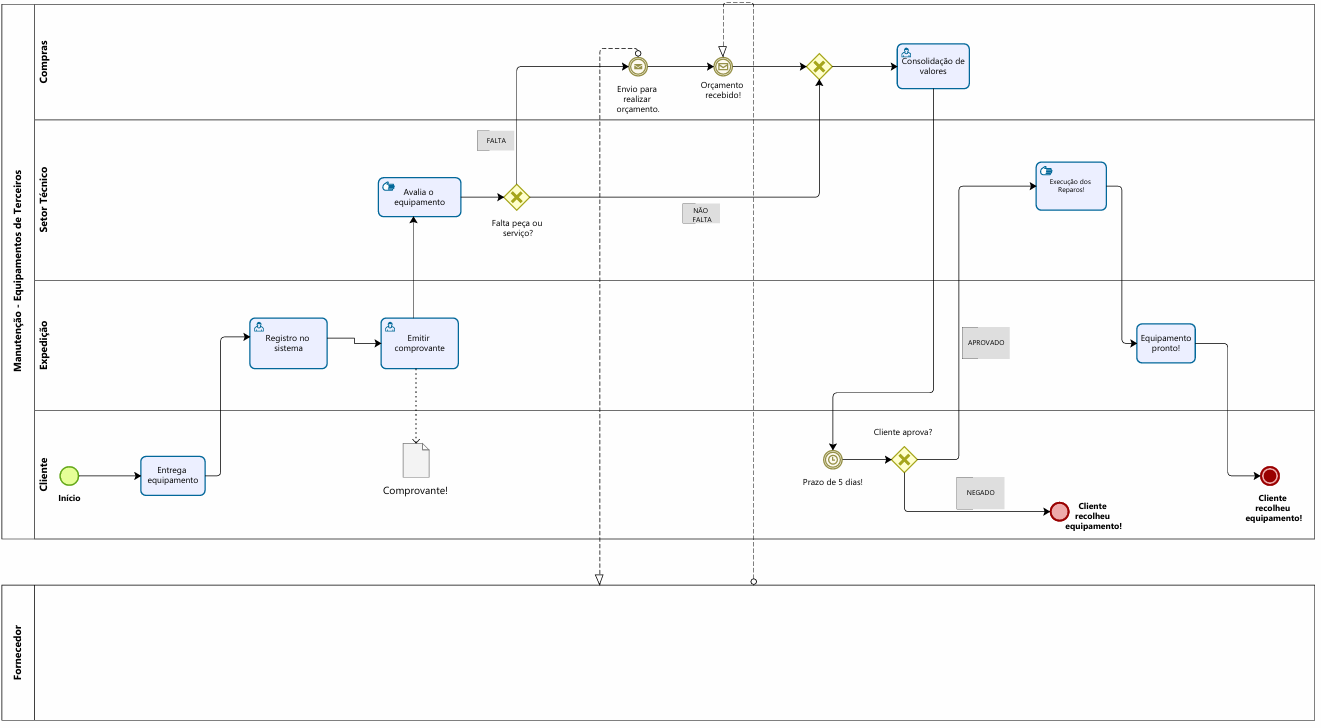 Manutenção - Equipamentos de Terceiros
Compras
Envio para
realizar
orçamento.
Orçamento
recebido!
Consolidação de
valores
Setor Técnico
FALTA
Avalia o
equipamento
Falta peça ou
serviço?
NÃO
FALTA
Execução dos
Reparos!
Expedição
Registro no
sistema
Emitir
comprovante
APROVADO
Equipamento
pronto!
Cliente
Início
Entrega
equipamento
Comprovante!
Prazo de 5 dias!
Cliente aprova?
NEGADO
Cliente
recolheu
equipamento!
Cliente
recolheu
equipamento!
Fornecedor